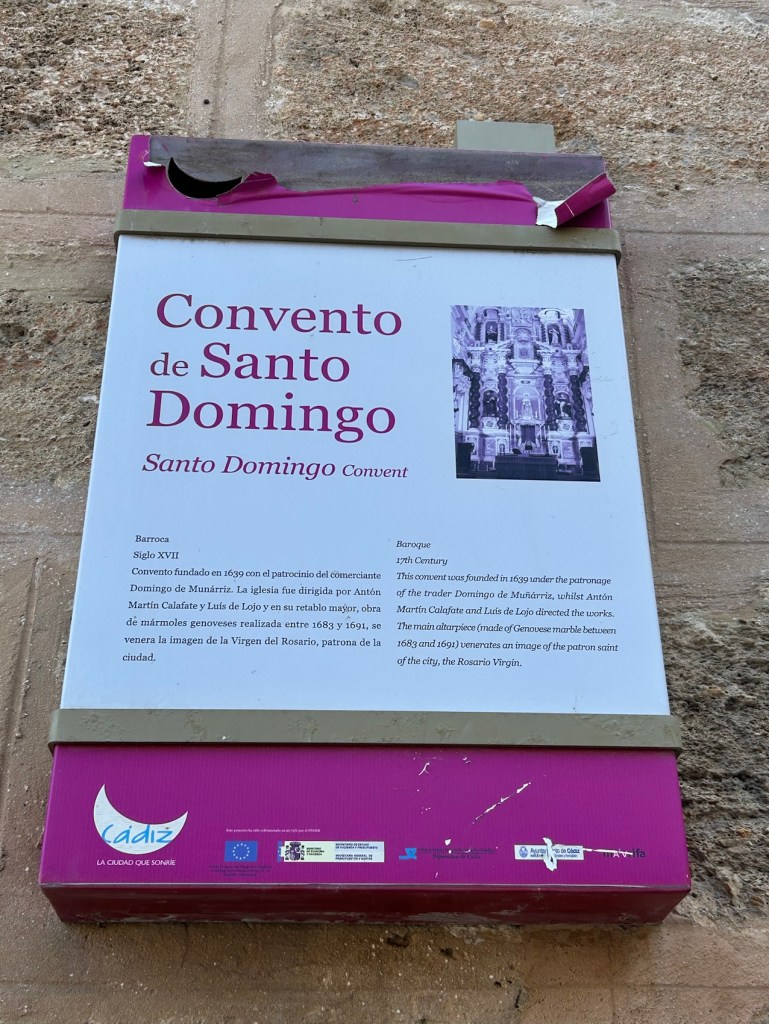 Convento
de Santo
Domingo
Santo Domingo Convent
Barroca
Siglo XVII
Convento fundado en 1639 con el patrocinio del comerciante
Domingo de Munárriz. La iglesia fue dirigida por Antón
Martín Calafate y Luís de Lojo y en su retablo mayor, obra
de mármoles genoveses realizada entre 1683 y 1691, se
venera la imagen de la Virgen del Rosario, patrona de la
ciudad.
Baroque
17th Century
This convent was founded in 1639 under the patronage
of the trader Domingo de Muñárriz, whilst Antón
Martín Calafate and Luís de Lojo directed the works.
The main altarpiece (made of Genovese marble between
1683 and 1691) venerates an image of the patron saint
of the city, the Rosario Virgin.
Cádiz
LA CIUDAD QUE SONRÍE